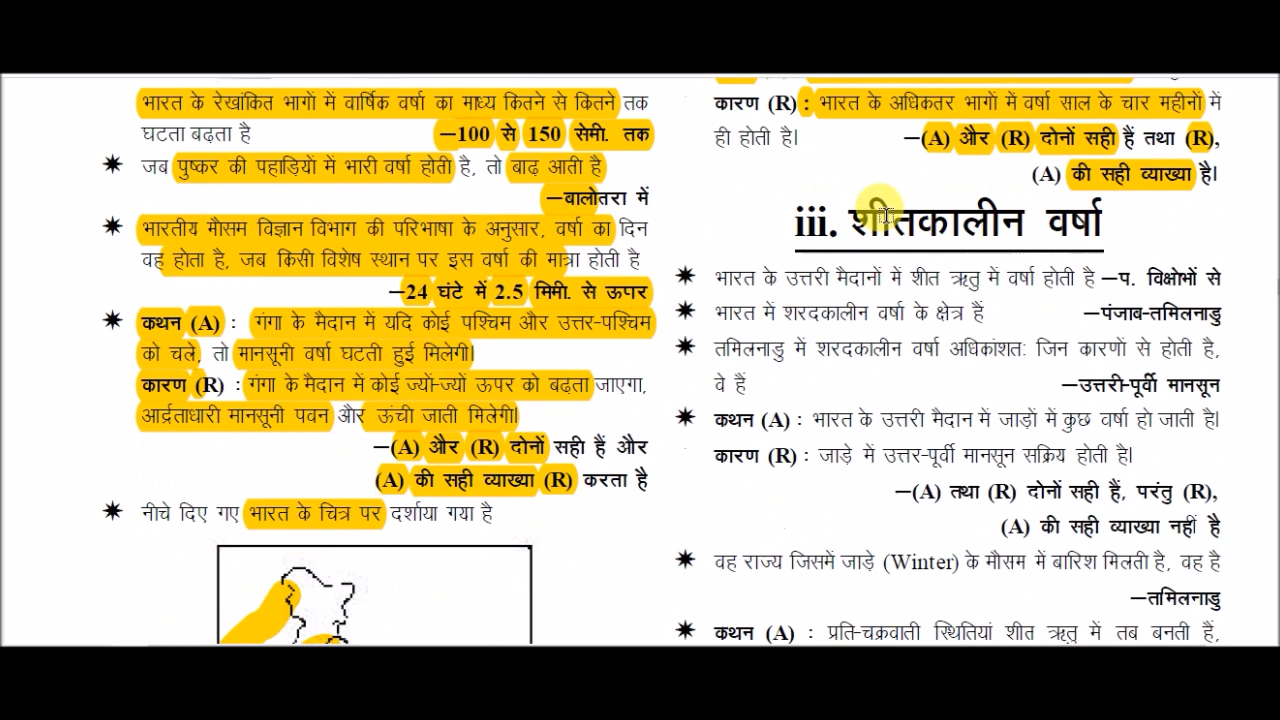 भारत के रेखांकित भागों में वार्षिक वर्षा का माध्य कितने से कितने तक
घटता बढ़ता है –100 से 150 सेमी. तक
✷ जब पुष्कर की पहाड़ियों में भारी वर्षा होती है, तो बाढ़ आती है
–बालोतरा में
✷ भारतीय मौसम विज्ञान विभाग की परिभाषा के अनुसार, वर्षा का दिन
वह होता है, जब किसी विशेष स्थान पर इस वर्षा की मात्रा होती है
–24 घंटे में 2.5 मिमी. से ऊपर
✷ कथन (A) : गंगा के मैदान में यदि कोई पश्चिम और उत्तर-पश्चिम
को चले, तो मानसूनी वर्षा घटती हुई मिलेगी।
कारण (R) : गंगा के मैदान में कोई ज्यों-ज्यों ऊपर को बढ़ता जाएगा,
आर्द्रताधारी मानसूनी पवन और ऊंची जाती मिलेगी।
–(A) और (R) दोनों सही हैं और
(A) की सही व्याख्या (R) करता है
✷ नीचे दिए गए भारत के चित्र पर दर्शाया गया है
कारण (R) : भारत के अधिकतर भागों में वर्षा साल के चार महीनों में
ही होती है। –(A) और (R) दोनों सही हैं तथा (R),
(A) की सही व्याख्या है।
iii. शीतकालीन वर्षा
✷ भारत के उत्तरी मैदानों में शीत ऋतु में वर्षा होती है –प. विक्षोभों से
✷ भारत में शरदकालीन वर्षा के क्षेत्र हैं –पंजाब-तमिलनाडु
✷ तमिलनाडु में शरदकालीन वर्षा अधिकांशत: जिन कारणों से होती है,
वे हैं –उत्तरी-पूर्वी मानसून
✷ कथन (A) : भारत के उत्तरी मैदान में जाड़ों में कुछ वर्षा हो जाती है।
कारण (R) : जाड़े में उत्तर-पूर्वी मानसून सक्रिय होती है।
–(A) तथा (R) दोनों सही हैं, परंतु (R),
(A) की सही व्याख्या नहीं है
✷ वह राज्य जिसमें जाड़े (Winter) के मौसम में बारिश मिलती है, वह है
–तमिलनाडु
✷ कथन (A) : प्रति-चक्रवाती स्थितियां शीत ऋतु में तब बनती हैं,